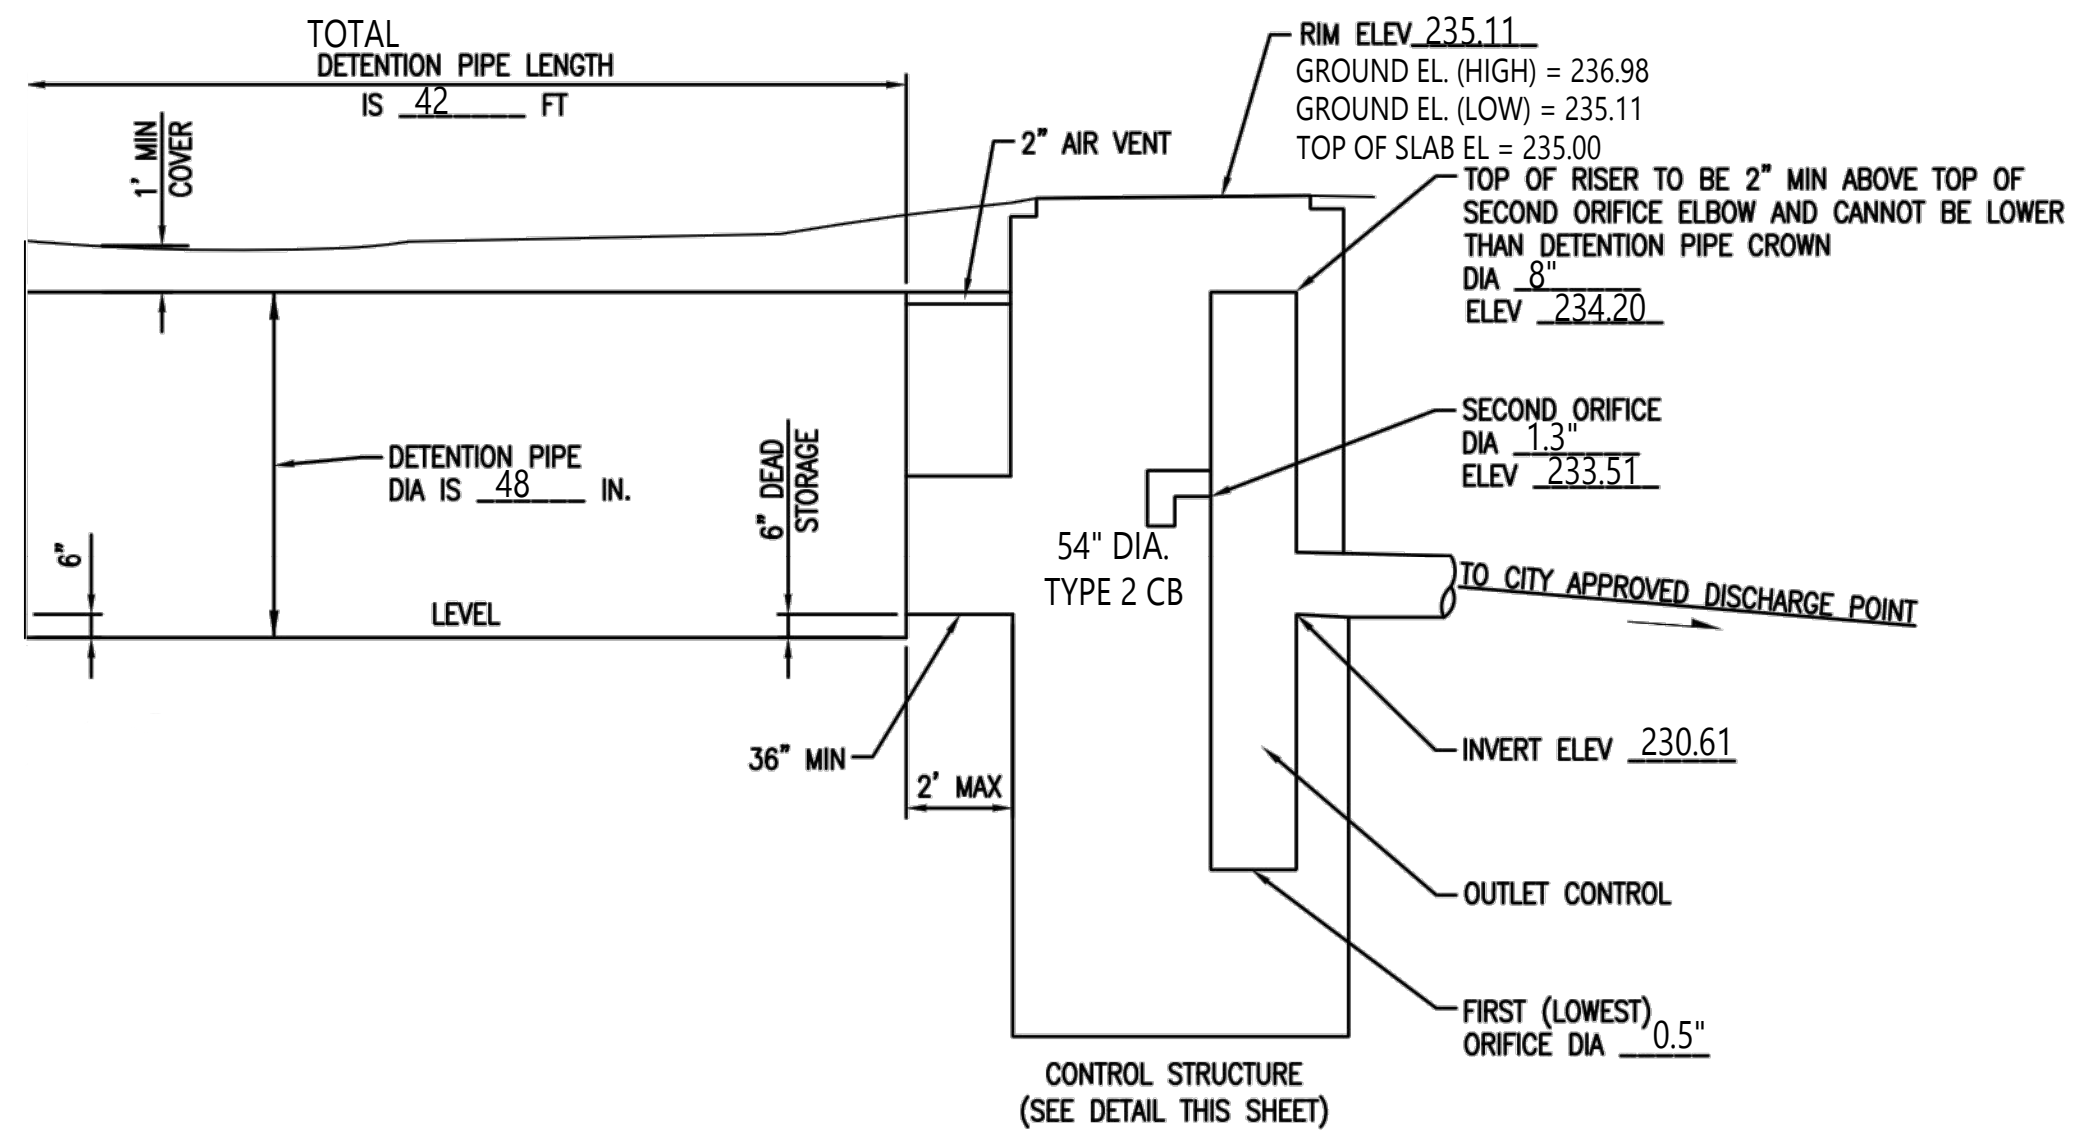 TOTAL
DETENTION PIPE LENGTH
IS 42 FT
1' MIN
COVER
2" AIR VENT
RIM ELEV 235.11
GROUND EL. (HIGH) = 236.98
GROUND EL. (LOW) = 235.11
TOP OF SLAB EL = 235.00
TOP OF RISER TO BE 2" MIN ABOVE TOP OF
SECOND ORIFICE ELBOW AND CANNOT BE LOWER
THAN DETENTION PIPE CROWN
DIA 8"
ELEV 234.20
SECOND ORIFICE
DIA 1.3"
ELEV 233.51
DETENTION PIPE
DIA IS 48 IN.
6" DEAD
STORAGE
6"
LEVEL
54" DIA.
TYPE 2 CB
TO CITY APPROVED DISCHARGE POINT
36" MIN
2' MAX
INVERT ELEV 230.61
OUTLET CONTROL
FIRST (LOWEST)
ORIFICE DIA 0.5"
CONTROL STRUCTURE
(SEE DETAIL THIS SHEET)